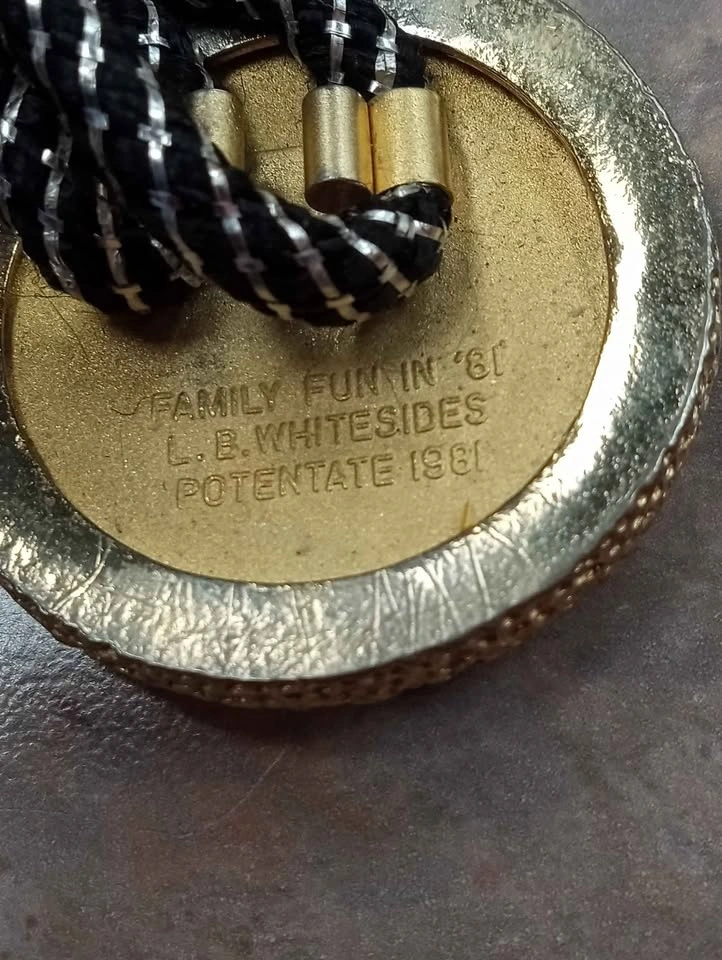 FAMILY FUN IN '81
L. B. WHITESIDES
POTENTATE 1981